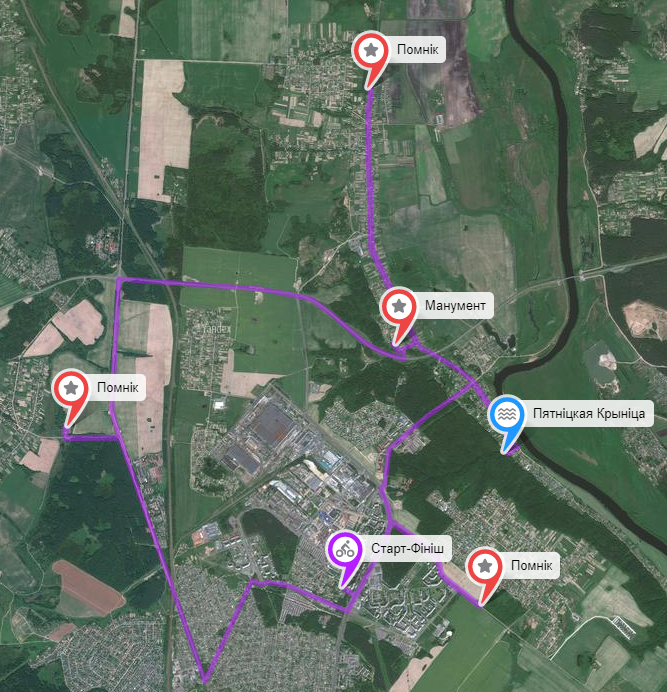 Помнік
Манумент
Yandex
Помнік
Пятніцкая Крыніца
Старт-Фініш
Помнік